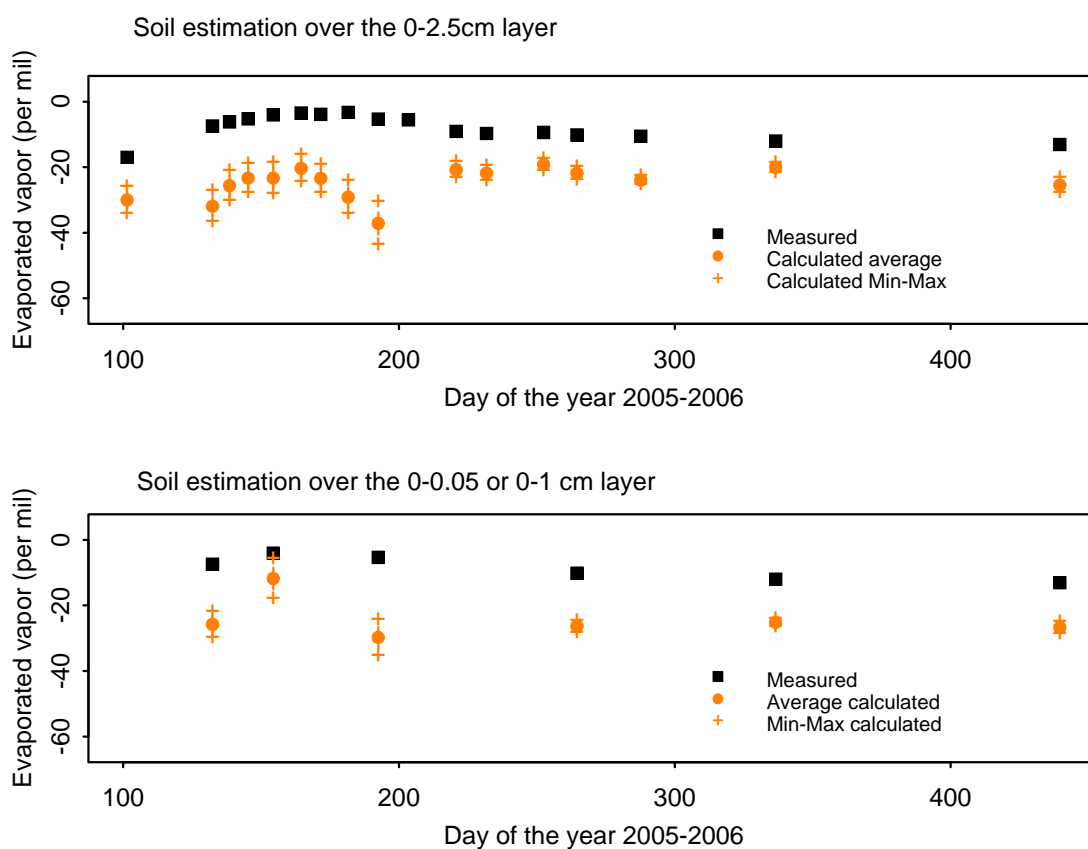 Soil estimation over the 0-2.5cm layer
Evaporated vapor (per mil)
0
-20
-40
-60
Measured
Calculated average
Calculated Min-Max
100 200 300 400
Day of the year 2005-2006
Soil estimation over the 0-0.05 or 0-1 cm layer
Evaporated vapor (per mil)
0
-20
-40
-60
Measured
Average calculated
Min-Max calculated
100 200 300 400
Day of the year 2005-2006